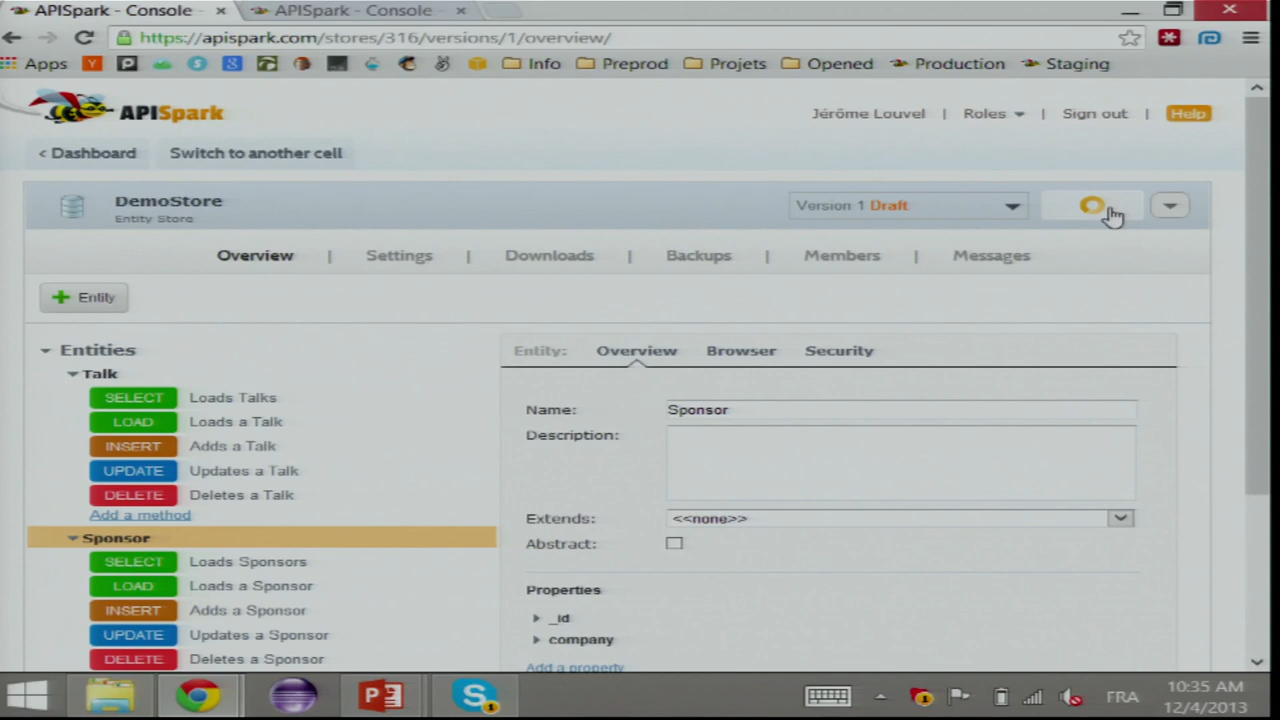 APISpark - Console
APISpark - Console
https://apispark.com/stores/316/versions/1/overview/
Apps
Info
Preprod
Projets
Opened
Production
Staging
APISpark
Jérôme Louvel | Roles | Sign out | Help
< Dashboard
Switch to another cell
DemoStore
Entity Store
Version 1 Draft
Overview | Settings | Downloads | Backups | Members | Messages
+ Entity
Entities
Talk
SELECT Loads Talks
LOAD Loads a Talk
INSERT Adds a Talk
UPDATE Updates a Talk
DELETE Deletes a Talk
Add a method
Sponsor
SELECT Loads Sponsors
LOAD Loads a Sponsor
INSERT Adds a Sponsor
UPDATE Updates a Sponsor
DELETE Deletes a Sponsor
Entity: Overview Browser Security
Name: Sponsor
Description:
Extends: <<none>>
Abstract:
Properties
_id
company
Add a property
FRA
10:35 AM
12/4/2013